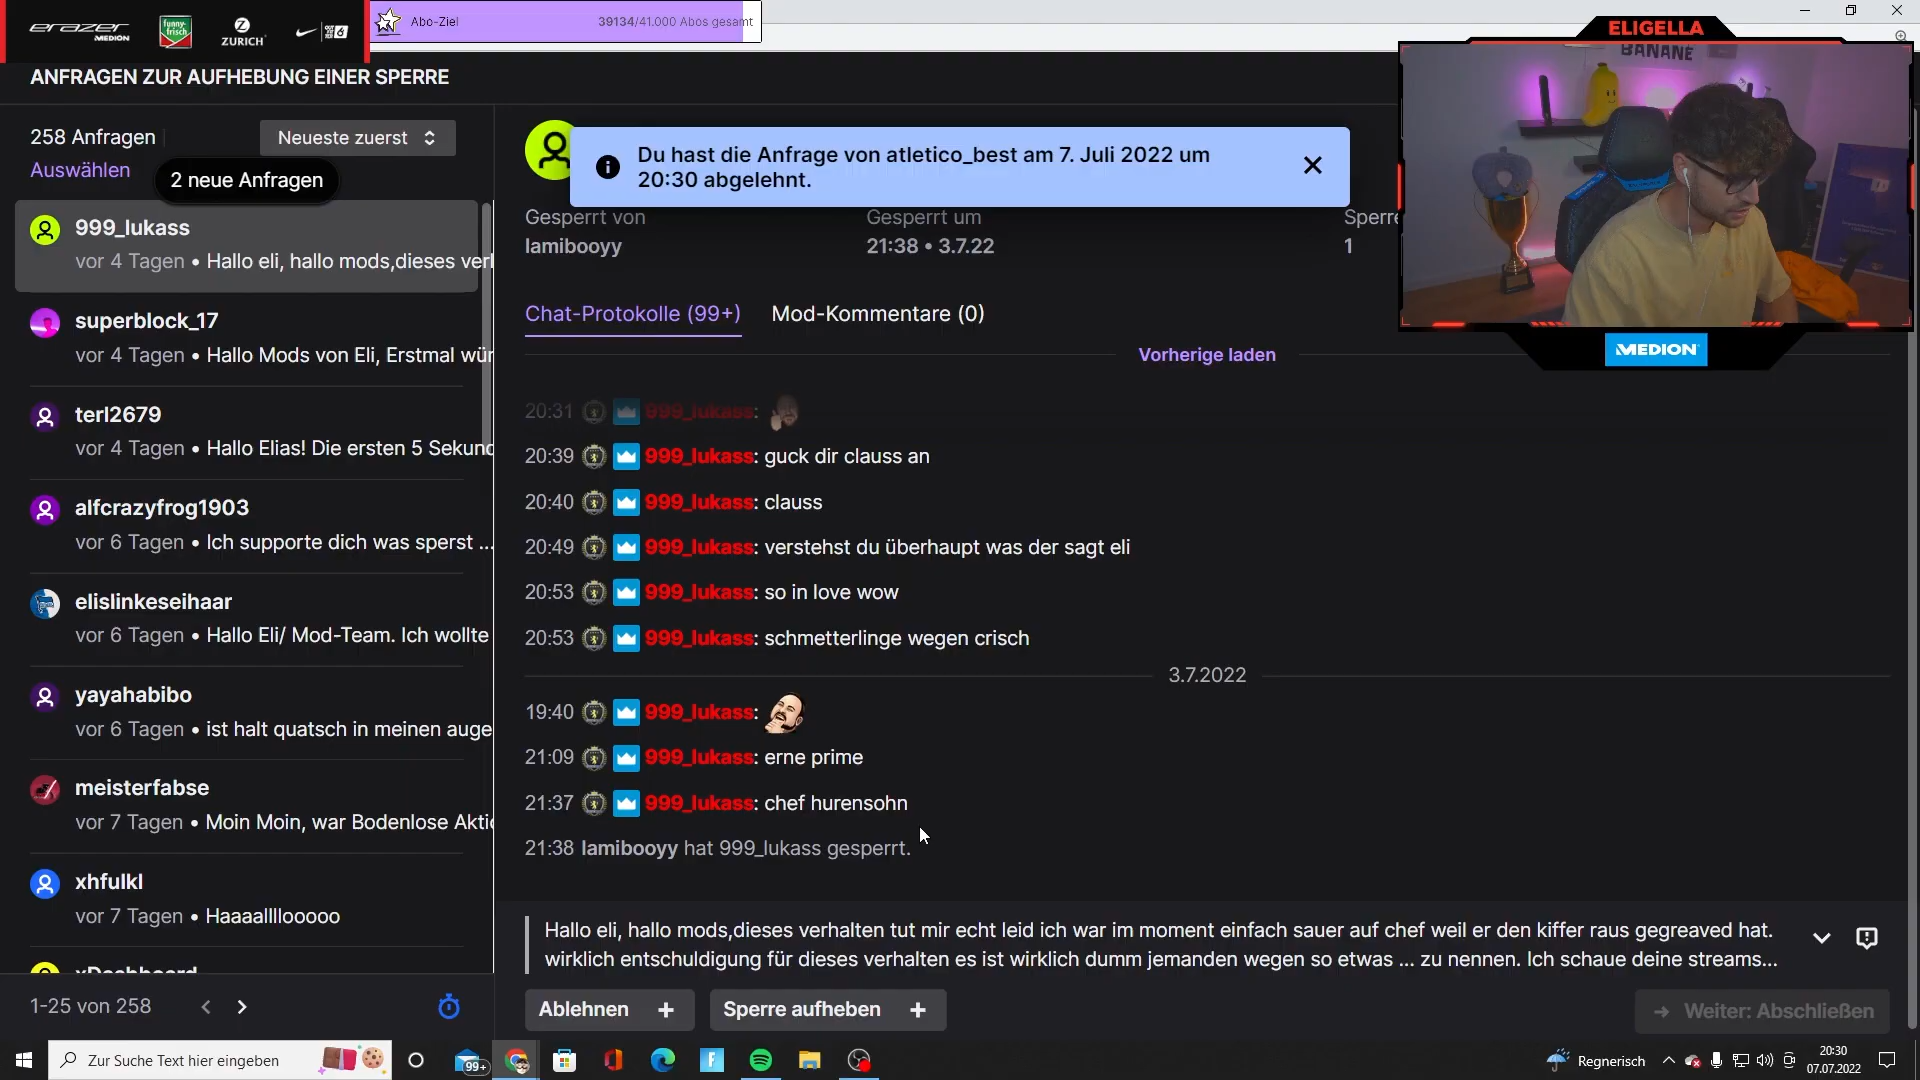 erazer
MEDION
funny-frisch
ZURICH
Abo-Ziel
39134/41.000 Abos gesamt
ELIGELLA
BANANE
MEDION
ANFRAGEN ZUR AUFHEBUNG EINER SPERRE
258 Anfragen
Neueste zuerst
Auswählen
2 neue Anfragen
999_lukass
vor 4 Tagen • Hallo eli, hallo mods,dieses verl
superblock_17
vor 4 Tagen • Hallo Mods von Eli, Erstmal wür
terl2679
vor 4 Tagen • Hallo Elias! Die ersten 5 Sekund
alfcrazyfrog1903
vor 6 Tagen • Ich supporte dich was sperst ...
elislinkeseihaar
vor 6 Tagen • Hallo Eli/ Mod-Team. Ich wollte
yayahabibo
vor 6 Tagen • ist halt quatsch in meinen auge
meisterfabse
vor 7 Tagen • Moin Moin, war Bodenlose Aktio
xhfulkl
vor 7 Tagen • Haaaallllooooo
xDashboard
1-25 von 258
Du hast die Anfrage von atletico_best am 7. Juli 2022 um
20:30 abgelehnt.
Gesperrt von
lamibooyy
Gesperrt um
21:38 • 3.7.22
Sperre
1
Chat-Protokolle (99+)
Mod-Kommentare (0)
Vorherige laden
20:31 999_lukass:
20:39 999_lukass: guck dir clauss an
20:40 999_lukass: clauss
20:49 999_lukass: verstehst du überhaupt was der sagt eli
20:53 999_lukass: so in love wow
20:53 999_lukass: schmetterlinge wegen crisch
3.7.2022
19:40 999_lukass:
21:09 999_lukass: erne prime
21:37 999_lukass: chef hurensohn
21:38 lamibooyy hat 999_lukass gesperrt.
Hallo eli, hallo mods,dieses verhalten tut mir echt leid ich war im moment einfach sauer auf chef weil er den kiffer raus gegreaved hat.
wirklich entschuldigung für dieses verhalten es ist wirklich dumm jemanden wegen so etwas ... zu nennen. Ich schaue deine streams...
Ablehnen +
Sperre aufheben +
→ Weiter: Abschließen
Zur Suche Text hier eingeben
99+
Regnerisch
20:30
07.07.2022